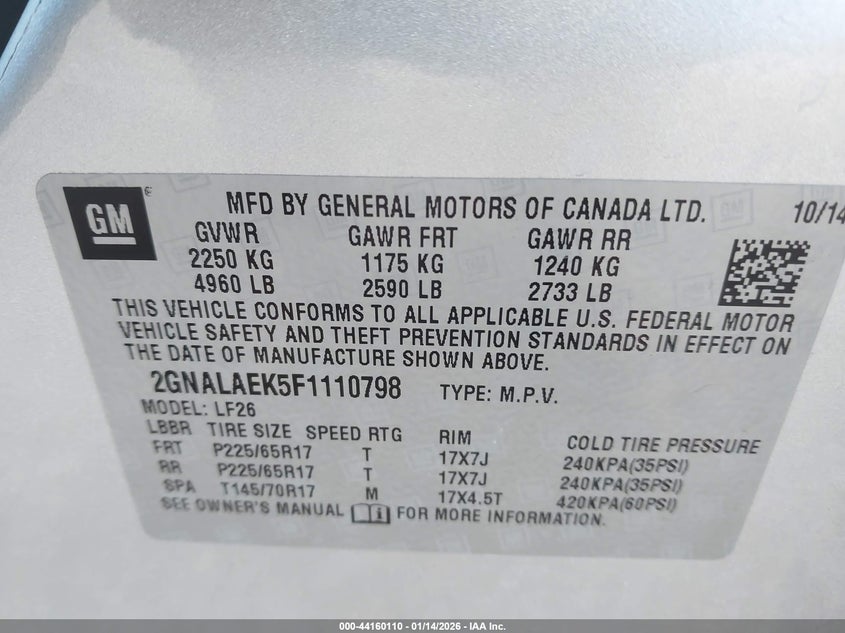 GM
®
MFD BY GENERAL MOTORS OF CANADA LTD. 10/14
GVWR GAWR FRT GAWR RR
2250 KG 1175 KG 1240 KG
4960 LB 2590 LB 2733 LB
THIS VEHICLE CONFORMS TO ALL APPLICABLE U.S. FEDERAL MOTOR
VEHICLE SAFETY AND THEFT PREVENTION STANDARDS IN EFFECT ON
THE DATE OF MANUFACTURE SHOWN ABOVE.
2GNALAEK5F1110798 TYPE: M.P.V.
MODEL: LF26
LBBR TIRE SIZE SPEED RTG RIM COLD TIRE PRESSURE
FRT P225/65R17 T 17X7J 240KPA(35PSI)
RR P225/65R17 T 17X7J 240KPA(35PSI)
SPA T145/70R17 M 17X4.5T 420KPA(60PSI)
SEE OWNER'S MANUAL FOR MORE INFORMATION.
000-44160110 - 01/14/2026 - IAA Inc.